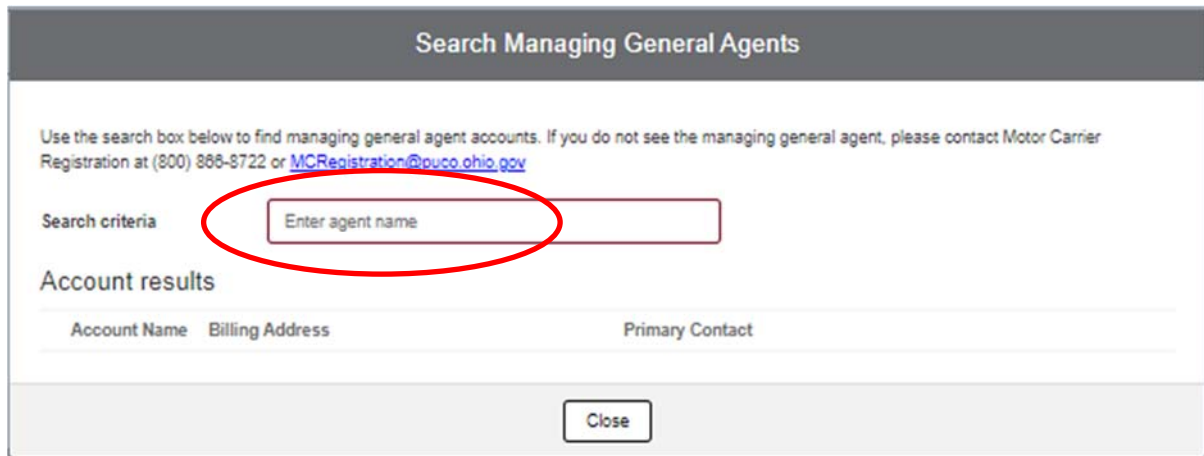 Search Managing General Agents
Use the search box below to find managing general agent accounts. If you do not see the managing general agent, please contact Motor Carrier
Registration at (800) 866-8722 or MCRegistration@puco.ohio.gov
Search criteria Enter agent name
Account results
Account Name Billing Address Primary Contact
Close